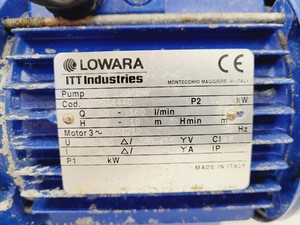 LOWARA CE
ITT Industries MONTECCHIO MAGGIORE VI ITALY
Pump
Cod. P2 kW
Q - l/min
H - m Hmin m
Motor 3~ Hz
U △/ YV Cl
I △/ YA IP
P1 kW
MADE IN ITALY